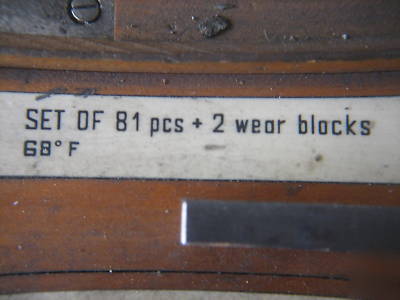 SET OF 81 pcs + 2 wear blocks
68° F